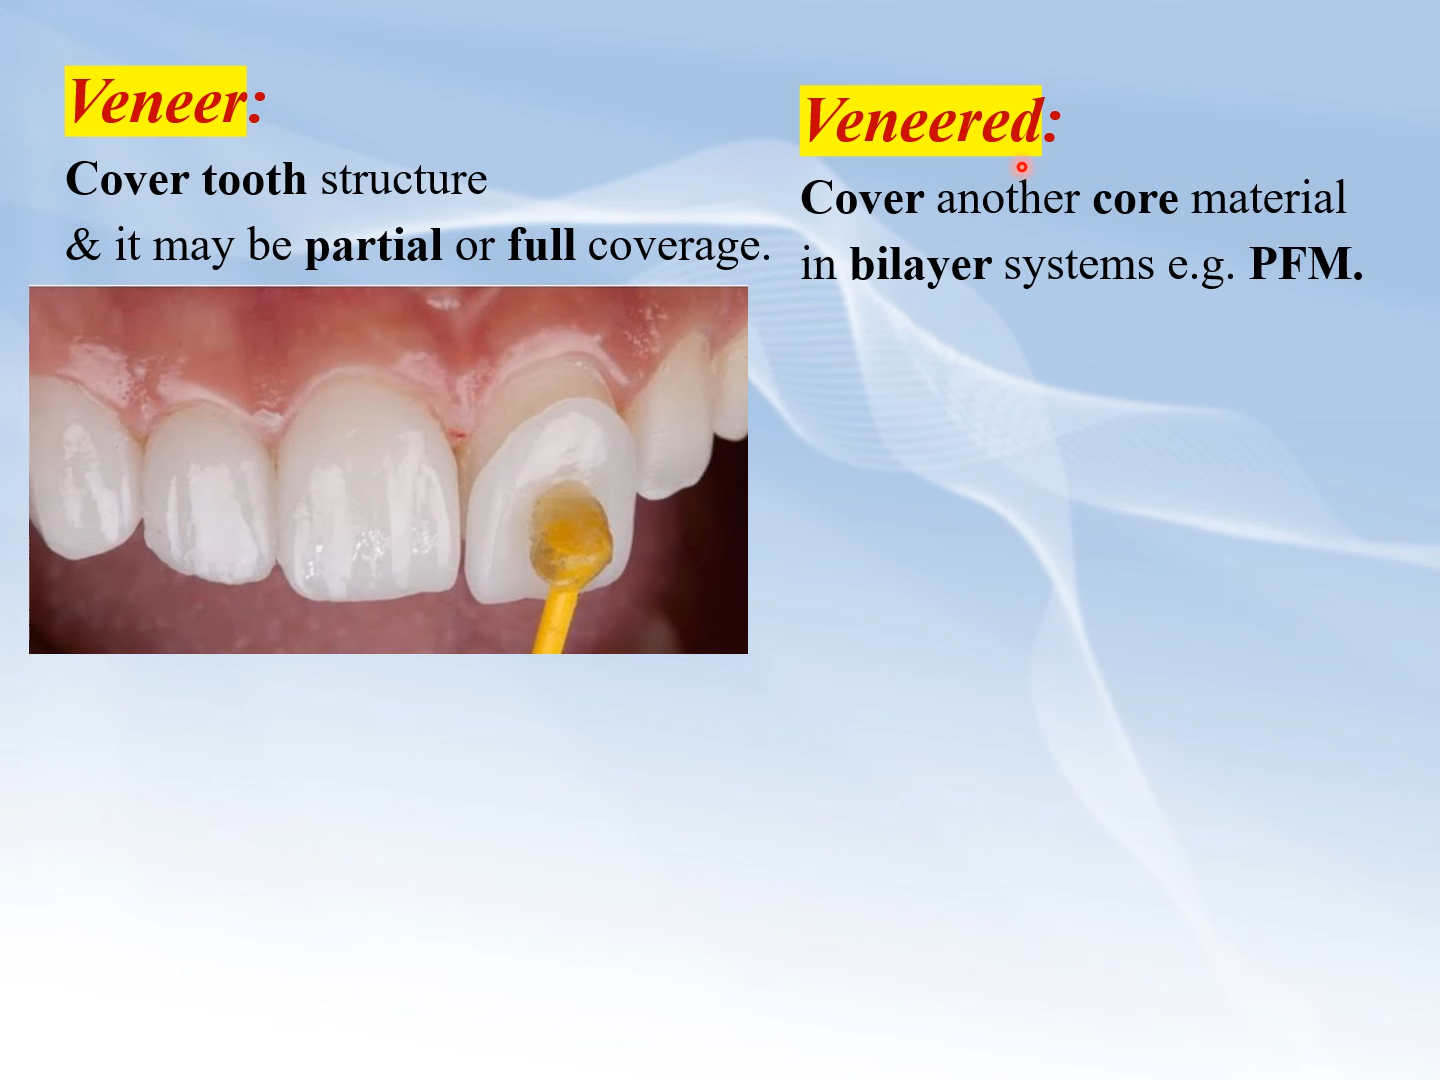 Veneer:
Cover tooth structure
& it may be partial or full coverage.
Veneered:
Cover another core material
in bilayer systems e.g. PFM.